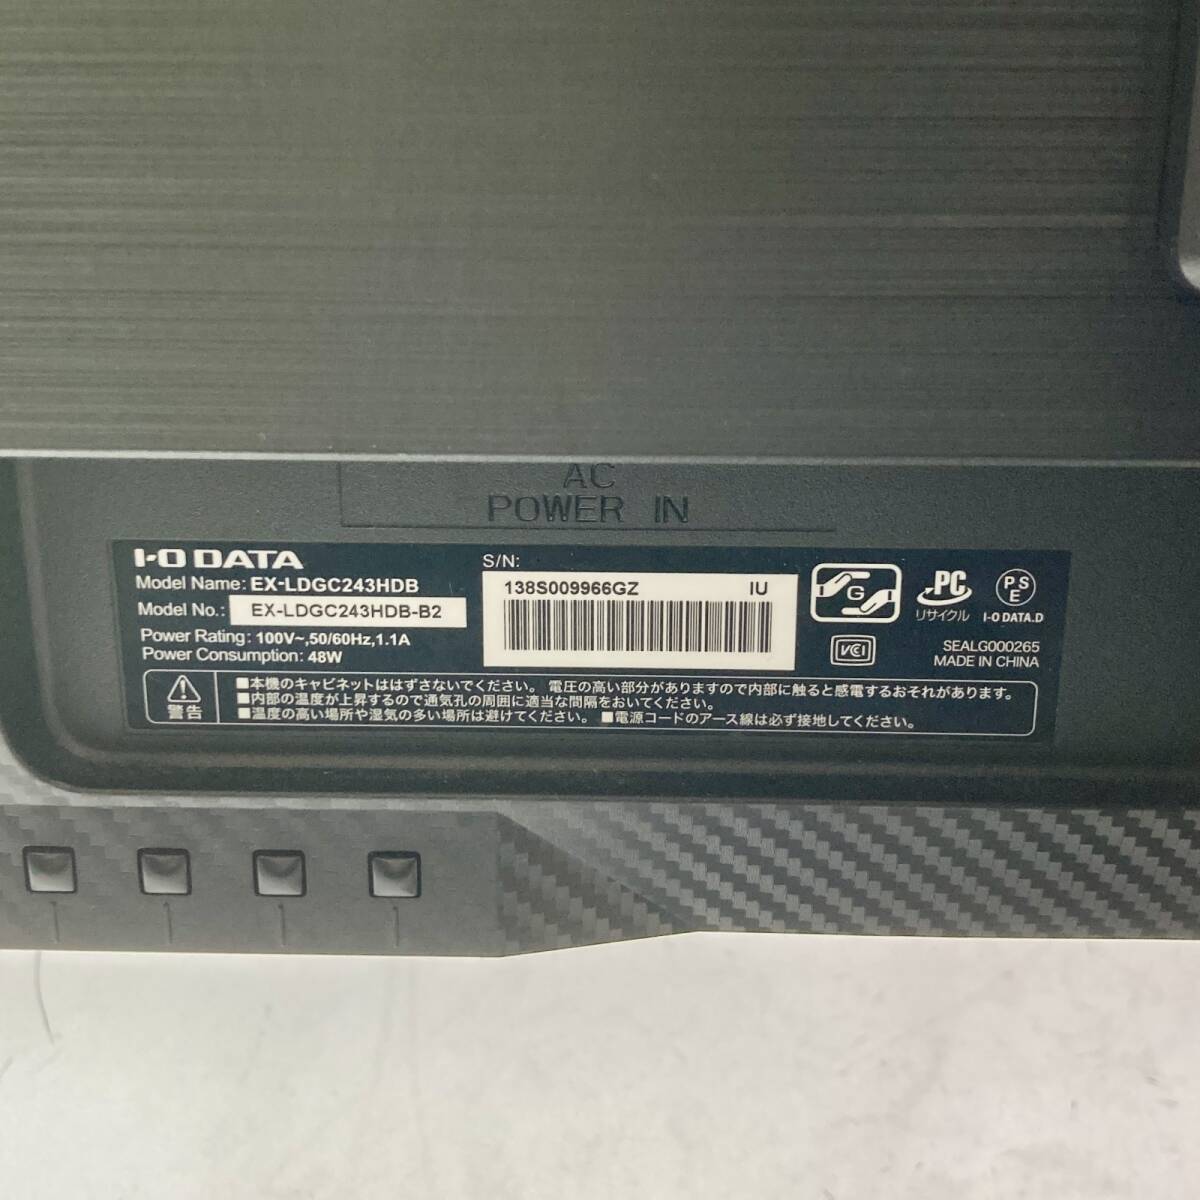 AC
POWER IN
I-O DATA
Model Name: EX-LDGC243HDB
Model No.: EX-LDGC243HDB-B2
Power Rating: 100V~,50/60Hz,1.1A
Power Consumption: 48W
S/N:
138S009966GZ IU
G
PC
リサイクル
PSE
I-O DATA.D
VCCI
SEALG000265
MADE IN CHINA
警告
■本機のキャビネットははずさないでください。 電圧の高い部分がありますので内部に触ると感電するおそれがあります。
■内部の温度が上昇するので通気孔の周囲に適当な間隔をおいてください。
■温度の高い場所や湿気の多い場所は避けてください。 ■電源コードのアース線は必ず接地してください。